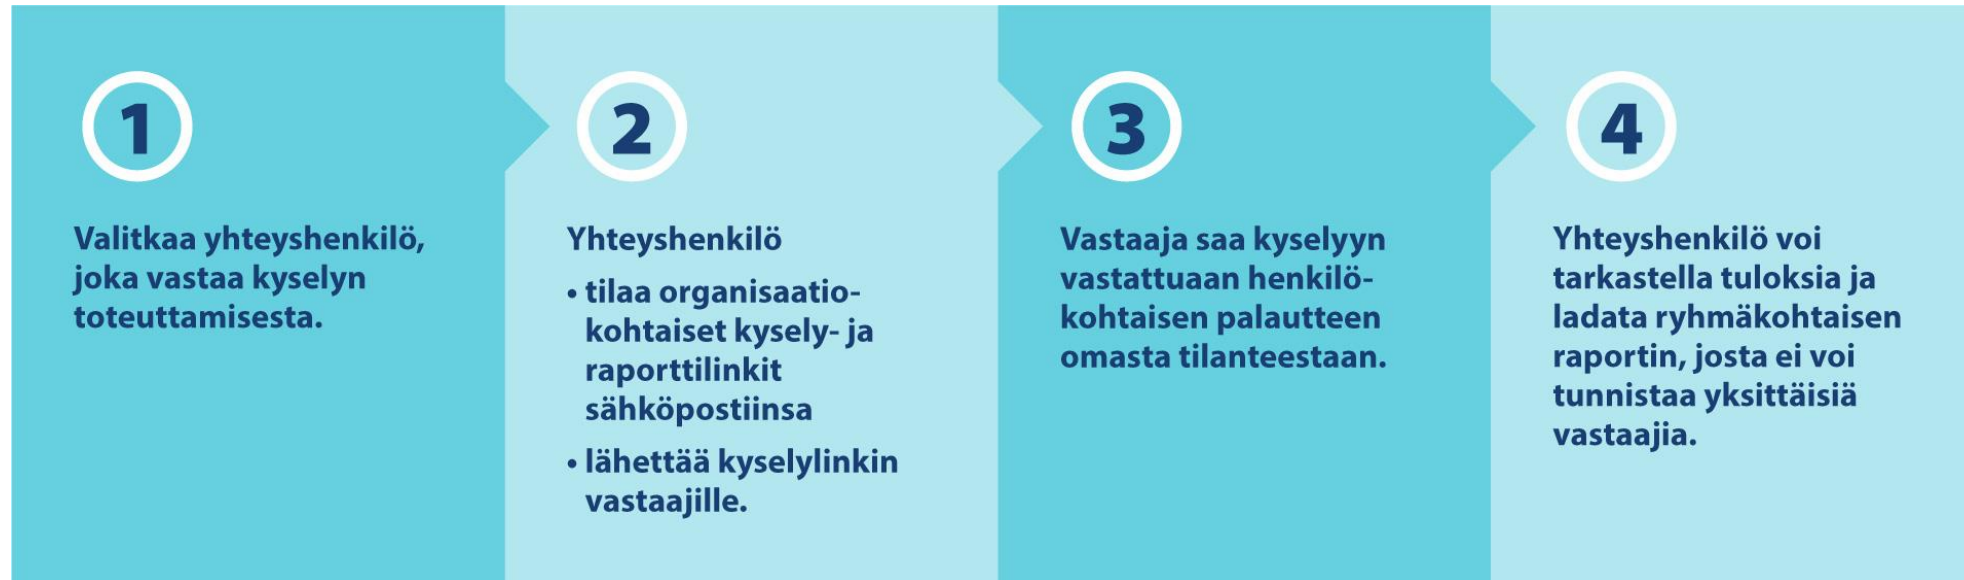 1
Valitkaa yhteyshenkilö,
joka vastaa kyselyn
toteuttamisesta.
2
Yhteyshenkilö
• tilaa organisaatio-
kohtaiset kysely- ja
raporttilinkit
sähköpostiinsa
• lähettää kyselylinkin
vastaajille.
3
Vastaaja saa kyselyyn
vastattuaan henkilö-
kohtaisen palautteen
omasta tilanteestaan.
4
Yhteyshenkilö voi
tarkastella tuloksia ja
ladata ryhmäkohtaisen
raportin, josta ei voi
tunnistaa yksittäisiä
vastaajia.